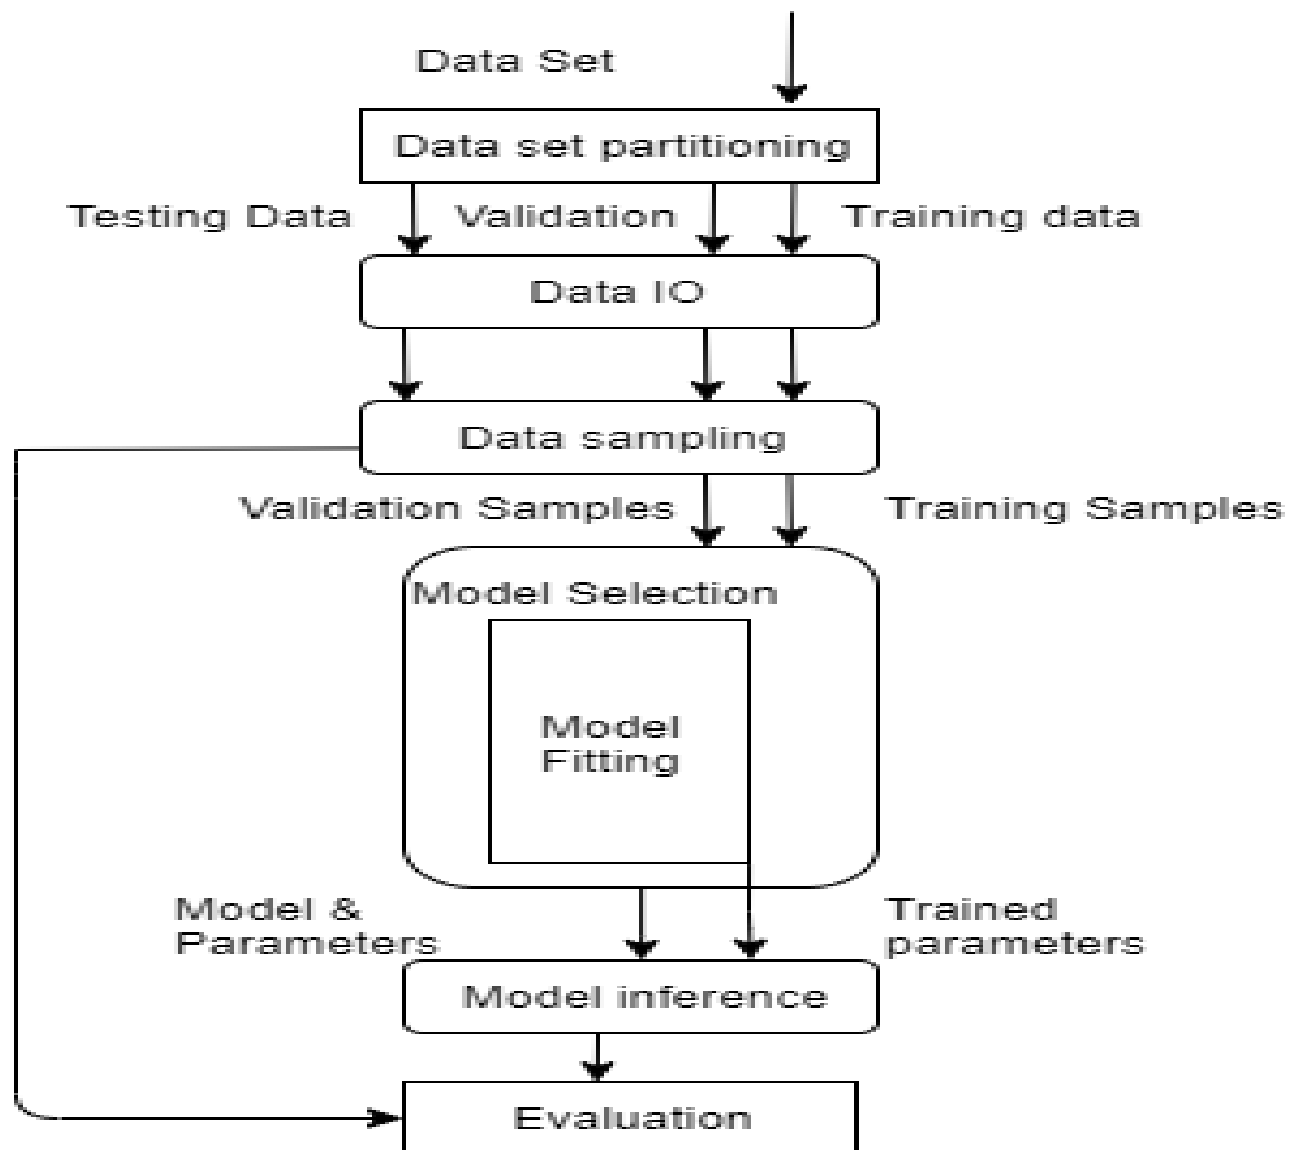 Data Set
Data set partitioning
Testing Data
Validation
Training data
Data IO
Data sampling
Validation Samples
Training Samples
Model Selection
Model
Fitting
Model &
Parameters
Trained
parameters
Model inference
Evaluation